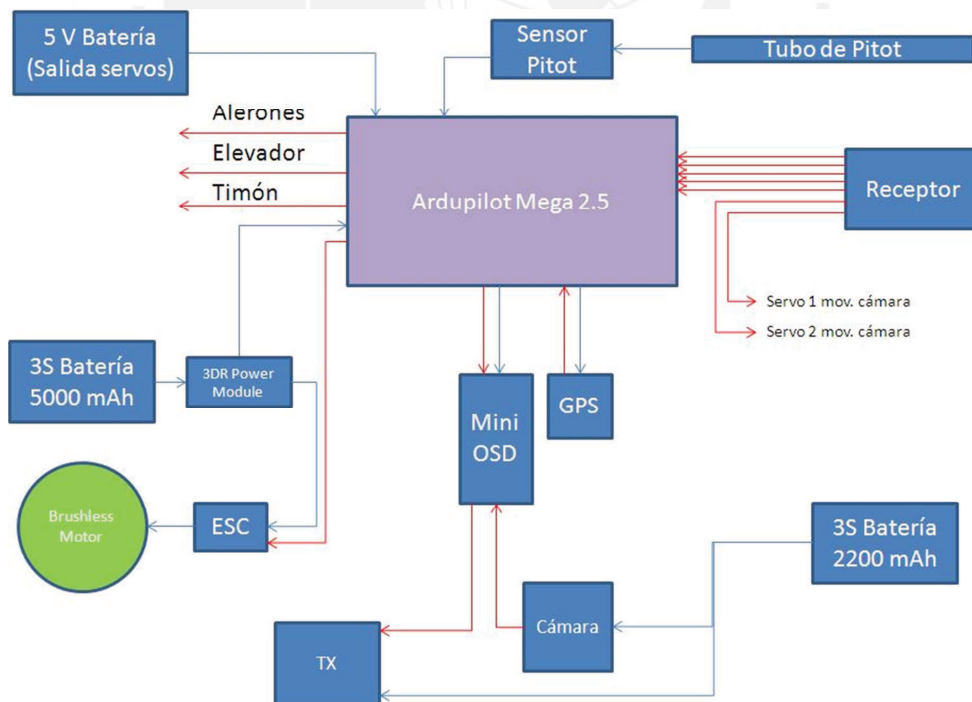 5 V Batería
(Salida servos)
Sensor
Pitot
Tubo de Pitot
Alerones
Elevador
Timón
Ardupilot Mega 2.5
Receptor
Servo 1 mov. cámara
Servo 2 mov. cámara
3S Batería
5000 mAh
3DR Power
Module
Mini
OSD
GPS
Brushless
Motor
ESC
3S Batería
2200 mAh
Cámara
TX